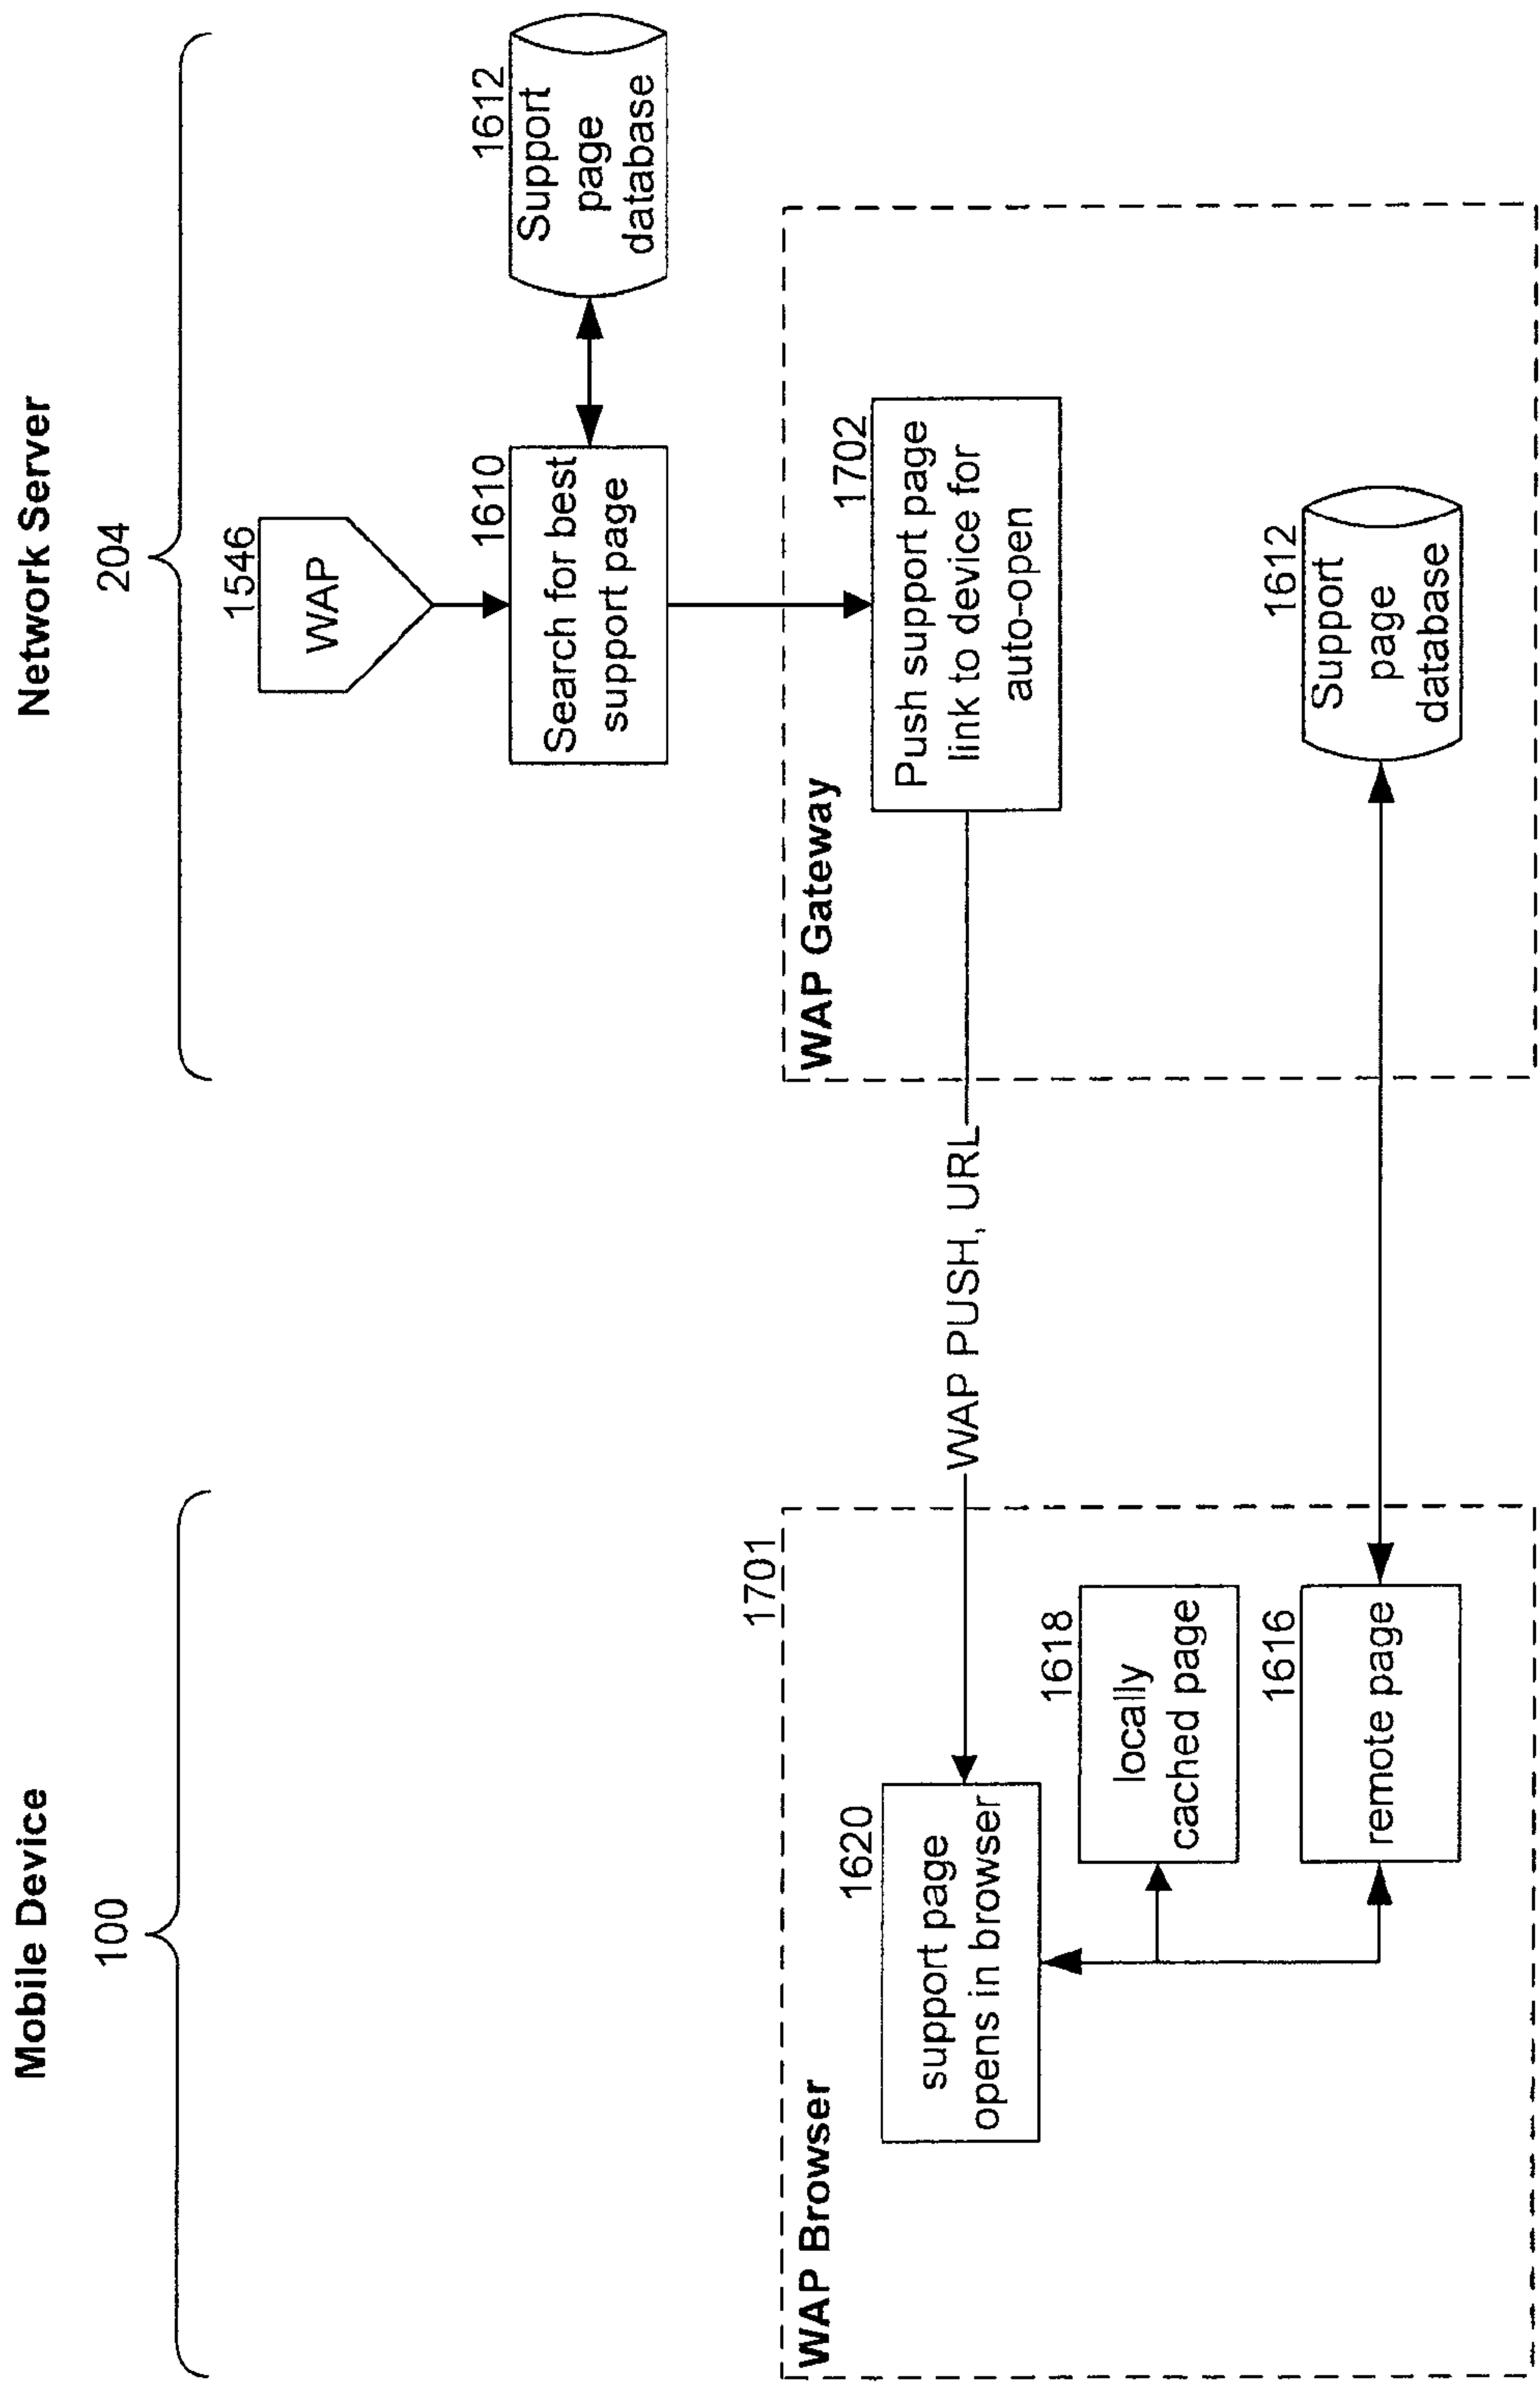 Mobile Device
100
Network Server
204
1546
WAP
1610
Search for best
support page
1612
Support
page
database
1701
WAP Browser
1620
support page
opens in browser
WAP PUSH, URL
WAP Gateway
1702
Push support page
link to device for
auto-open
1618
locally
cached page
1616
remote page
1612
Support
page
database